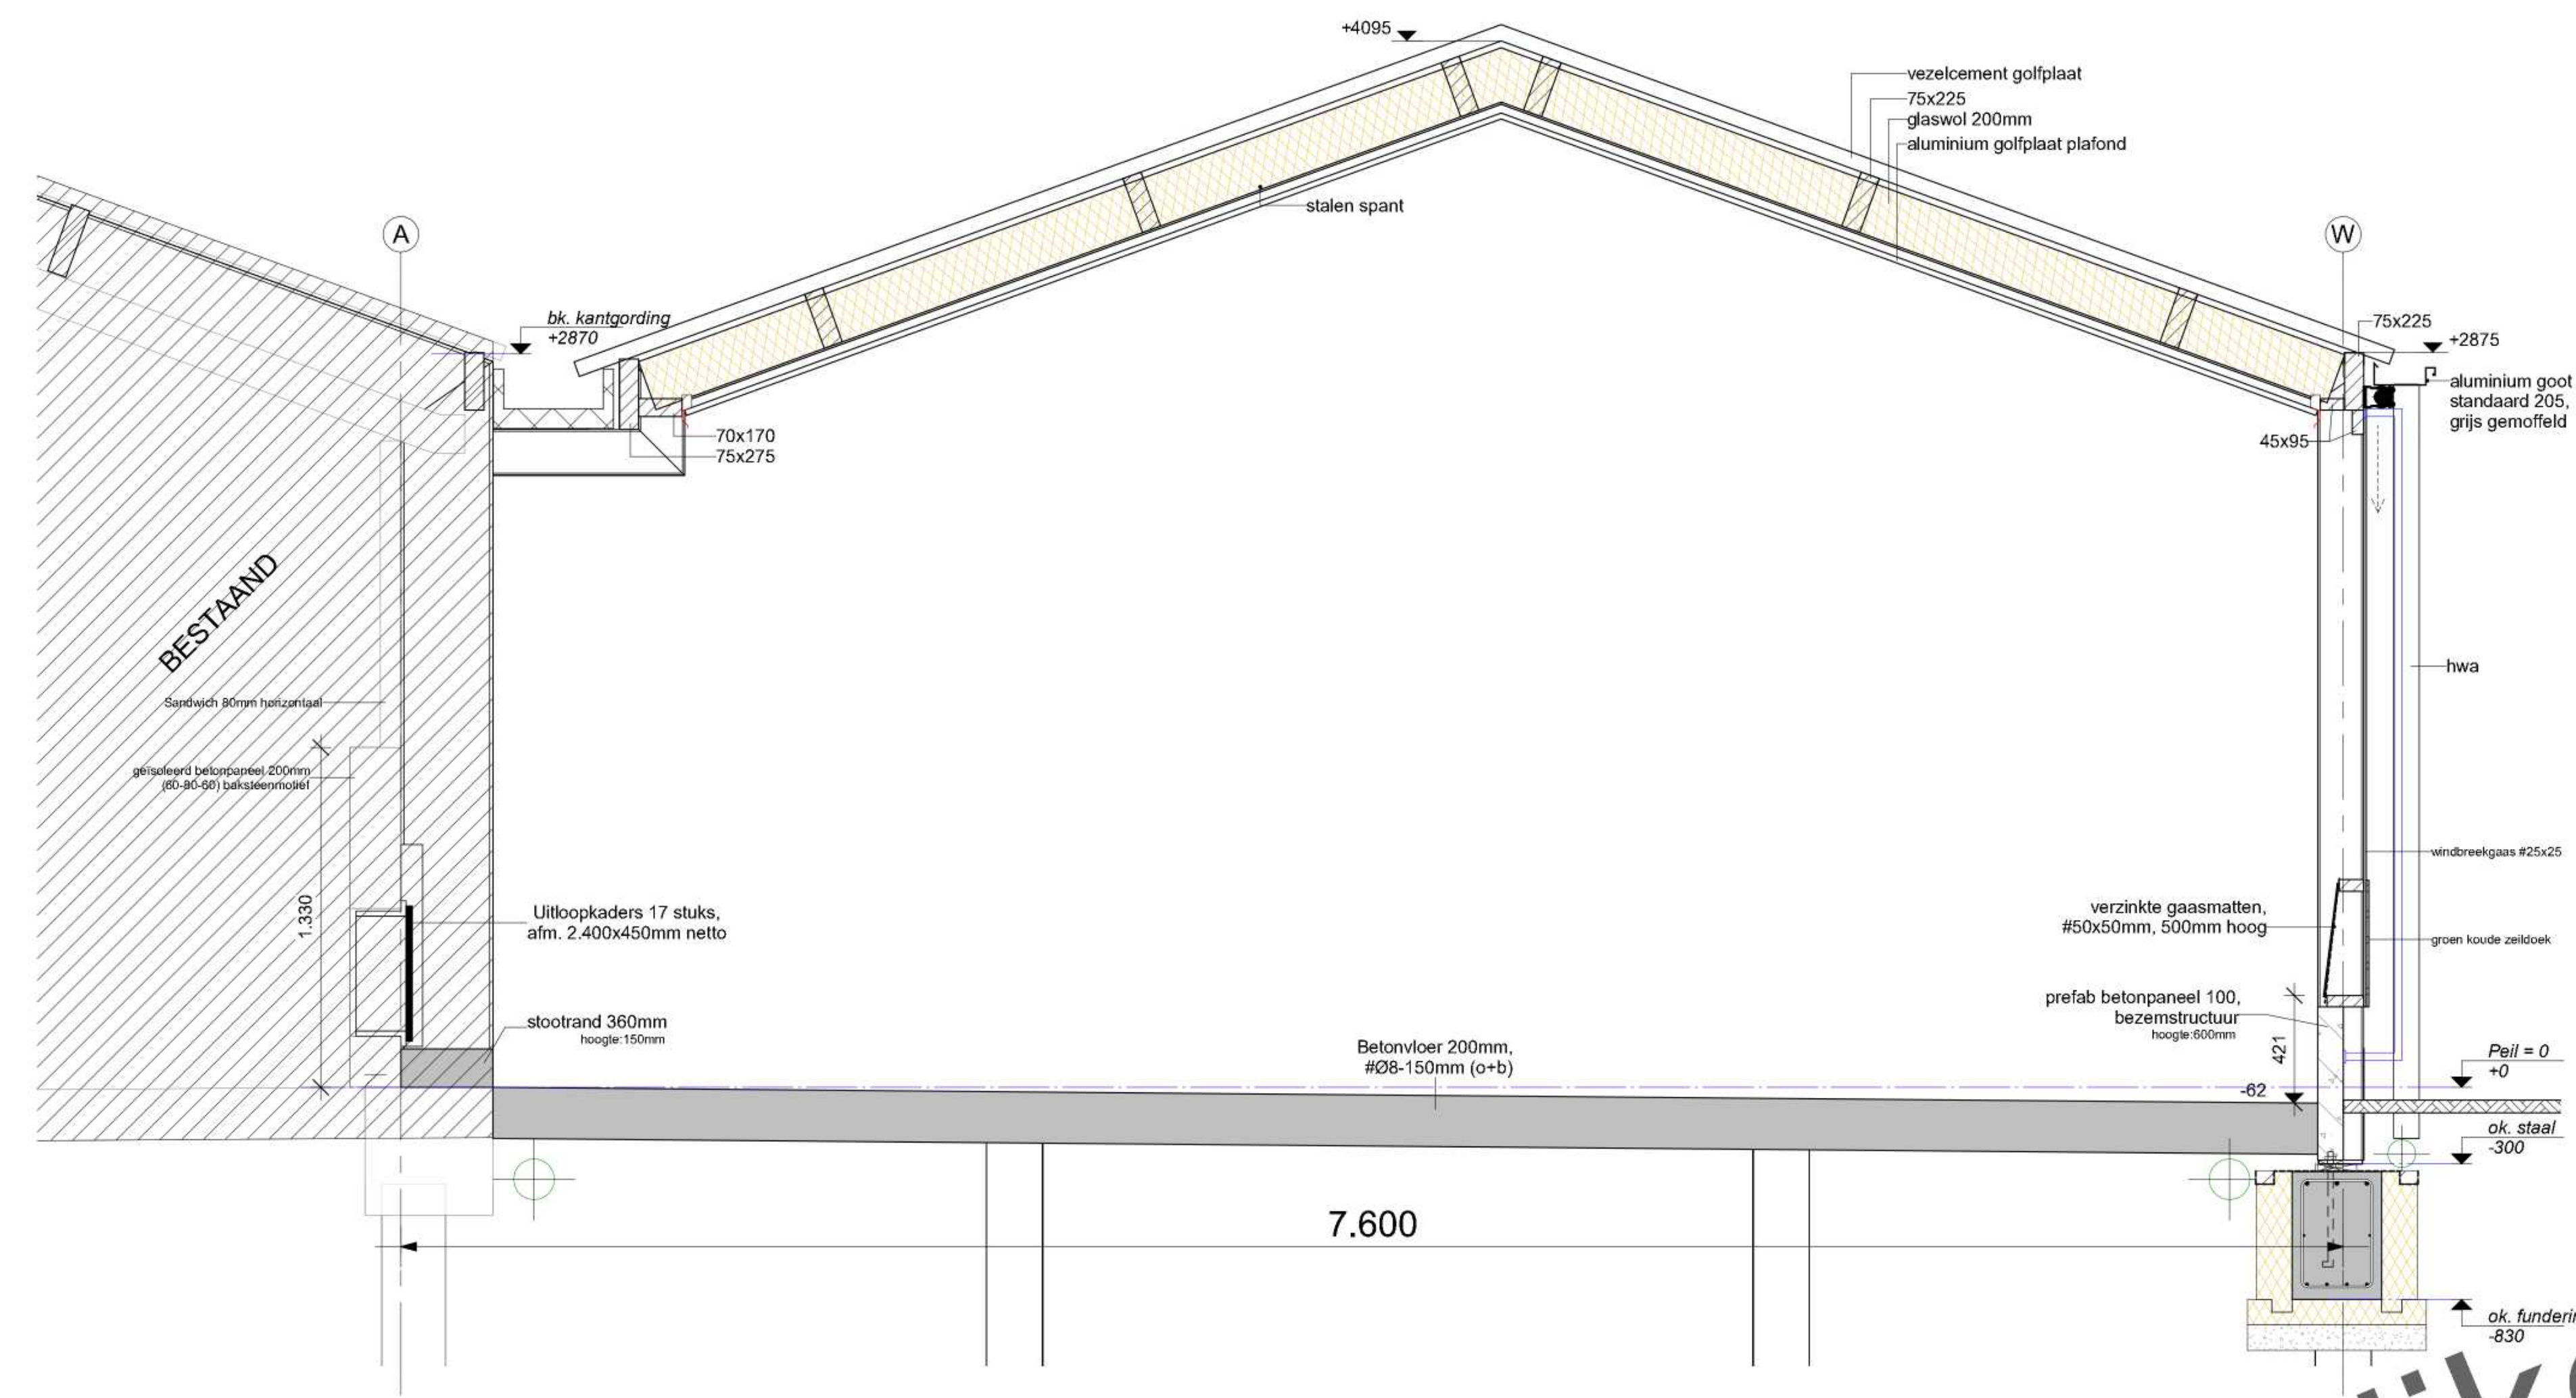 +4095
vezelcement golfplaat
75x225
glaswol 200mm
aluminium golfplaat plafond
stalen spant
A
W
bk. kantgording
+2870
75x225
+2875
aluminium goot
standaard 205,
grijs gemoffeld
70x170
75x275
45x95
BESTAAND
hwa
Sandwich 80mm horizontaal
geïsoleerd betonpaneel 200mm
(60-80-60) baksteenmotief
1.330
windbreekgaas #25x25
Uitloopkaders 17 stuks,
afm. 2.400x450mm netto
verzinkte gaasmatten,
#50x50mm, 500mm hoog
groen koude zeildoek
stootrand 360mm
hoogte:150mm
prefab betonpaneel 100,
bezemstructuur
hoogte:600mm
Betonvloer 200mm,
#Ø8-150mm (o+b)
421
-62
Peil = 0
+0
ok. staal
-300
7.600
ok. funderin
-830